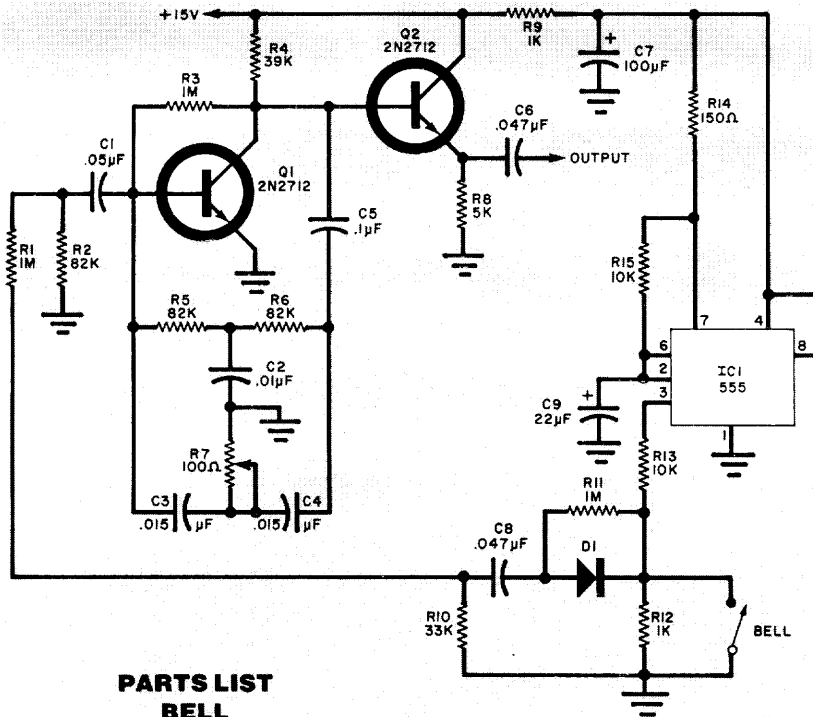 +15V
R4
39K
Q2
2N2712
R9
1K
+
C7
100µF
R3
1M
R14
150Ω
C1
.05µF
C6
.047µF
OUTPUT
Q1
2N2712
R8
5K
C5
.1µF
R1
1M
R2
82K
R15
10K
R5
82K
R6
82K
7
4
6
2
3
8
1
IC1
555
C2
.01µF
+
C9
22µF
R7
100Ω
R13
10K
C3
.015 µF
C4
.015 µF
R11
1M
C8
.047µF
D1
R10
33K
R12
1K
BELL
PARTS LIST
BELL